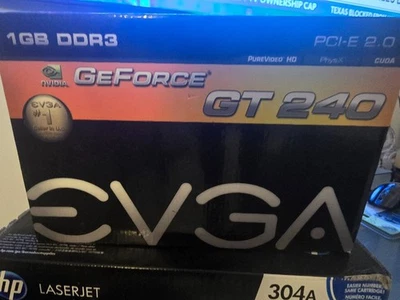 OWNERSHIP CAP
TEXAS BLOCKED
1GB DDR3
PCI-E 2.0
PUREVIDEO HD PhysX CUDA
NVIDIA
GEFORCE
GT 240
EVGA
#1
EVGA
hp
LASERJET
304A